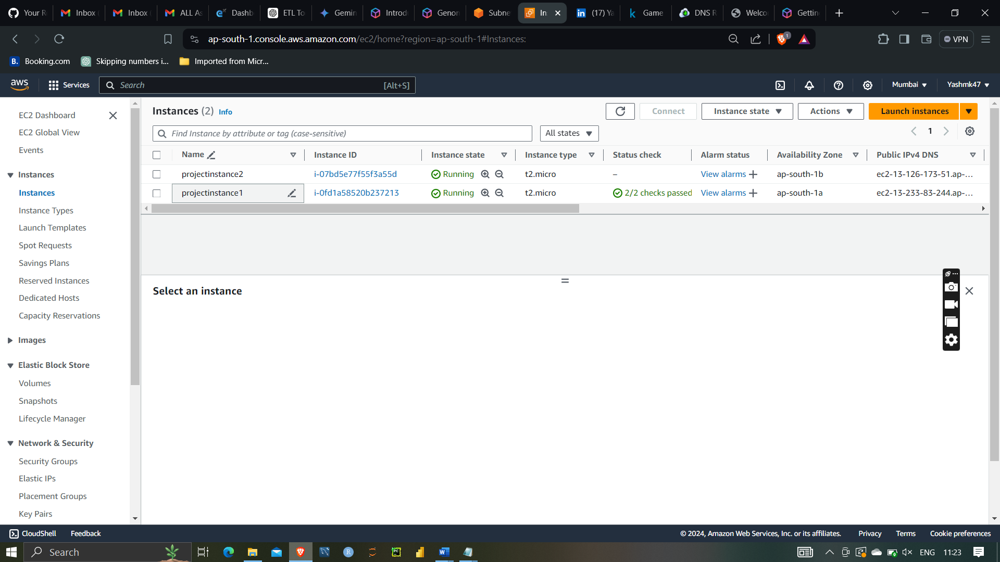 Your R
Inbox
Inbox
ALL As
Dashb
ETL To
Gemin
Introd
Genon
Subne
In
(17) Ya
Game
DNS R
Welco
Gettin
ap-south-1.console.aws.amazon.com/ec2/home?region=ap-south-1#Instances:
1
VPN
B. Booking.com
Skipping numbers i...
Imported from Micr...
aws
Services
Search
[Alt+S]
Mumbai
Yashmk47
EC2 Dashboard
EC2 Global View
Events
Instances
Instances
Instance Types
Launch Templates
Spot Requests
Savings Plans
Reserved Instances
Dedicated Hosts
Capacity Reservations
Images
Elastic Block Store
Volumes
Snapshots
Lifecycle Manager
Network & Security
Security Groups
Elastic IPs
Placement Groups
Key Pairs
Instances (2) Info
Connect
Instance state
Actions
Launch instances
Find Instance by attribute or tag (case-sensitive)
All states
1
Name Instance ID Instance state Instance type Status check Alarm status Availability Zone Public IPv4 DNS
projectinstance2 i-07bd5e77f55f3a55d Running t2.micro – View alarms + ap-south-1b ec2-13-126-173-51.ap-...
projectinstance1 i-0fd1a58520b237213 Running t2.micro 2/2 checks passed View alarms + ap-south-1a ec2-13-233-83-244.ap-...
Select an instance
CloudShell
Feedback
© 2024, Amazon Web Services, Inc. or its affiliates.
Privacy
Terms
Cookie preferences
Search
R
PC
W
ENG
11:23